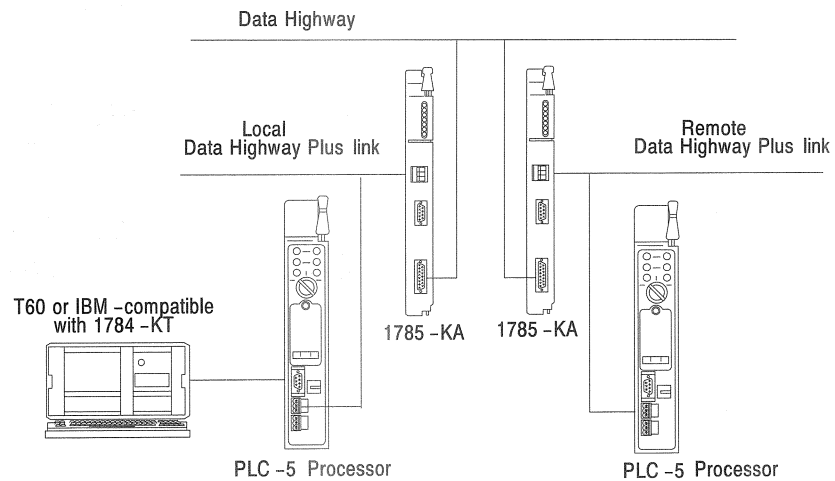 Data Highway
Local
Data Highway Plus link
Remote
Data Highway Plus link
T60 or IBM –compatible
with 1784 –KT
1785 –KA
1785 –KA
PLC –5 Processor
PLC –5 Processor